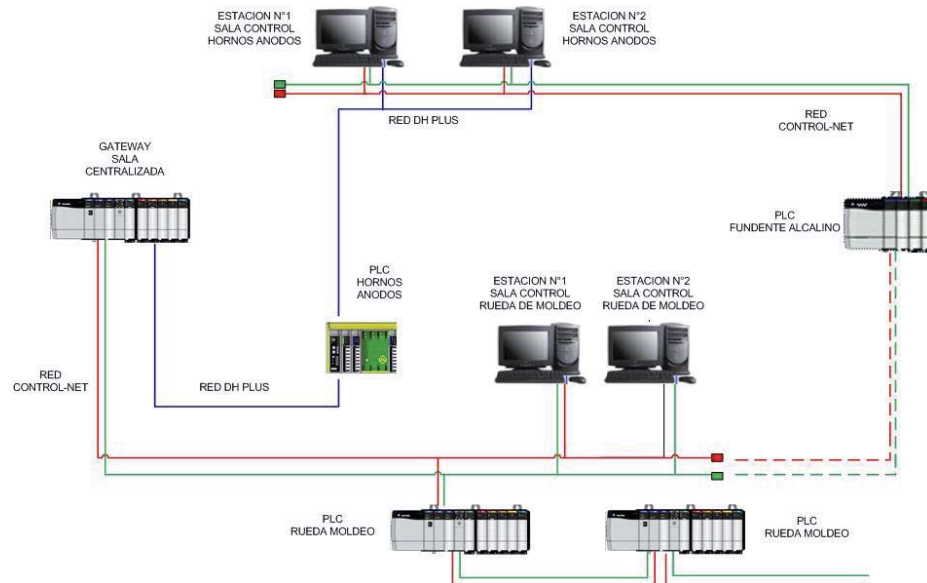 ESTACION N°1
SALA CONTROL
HORNOS ANODOS
ESTACION N°2
SALA CONTROL
HORNOS ANODOS
RED DH PLUS
RED
CONTROL-NET
GATEWAY
SALA
CENTRALIZADA
PLC
FUNDENTE ALCALINO
PLC
HORNOS
ANODOS
ESTACION N°1
SALA CONTROL
RUEDA DE MOLDEO
ESTACION N°2
SALA CONTROL
RUEDA DE MOLDEO
RED
CONTROL-NET
RED DH PLUS
PLC
RUEDA MOLDEO
PLC
RUEDA MOLDEO